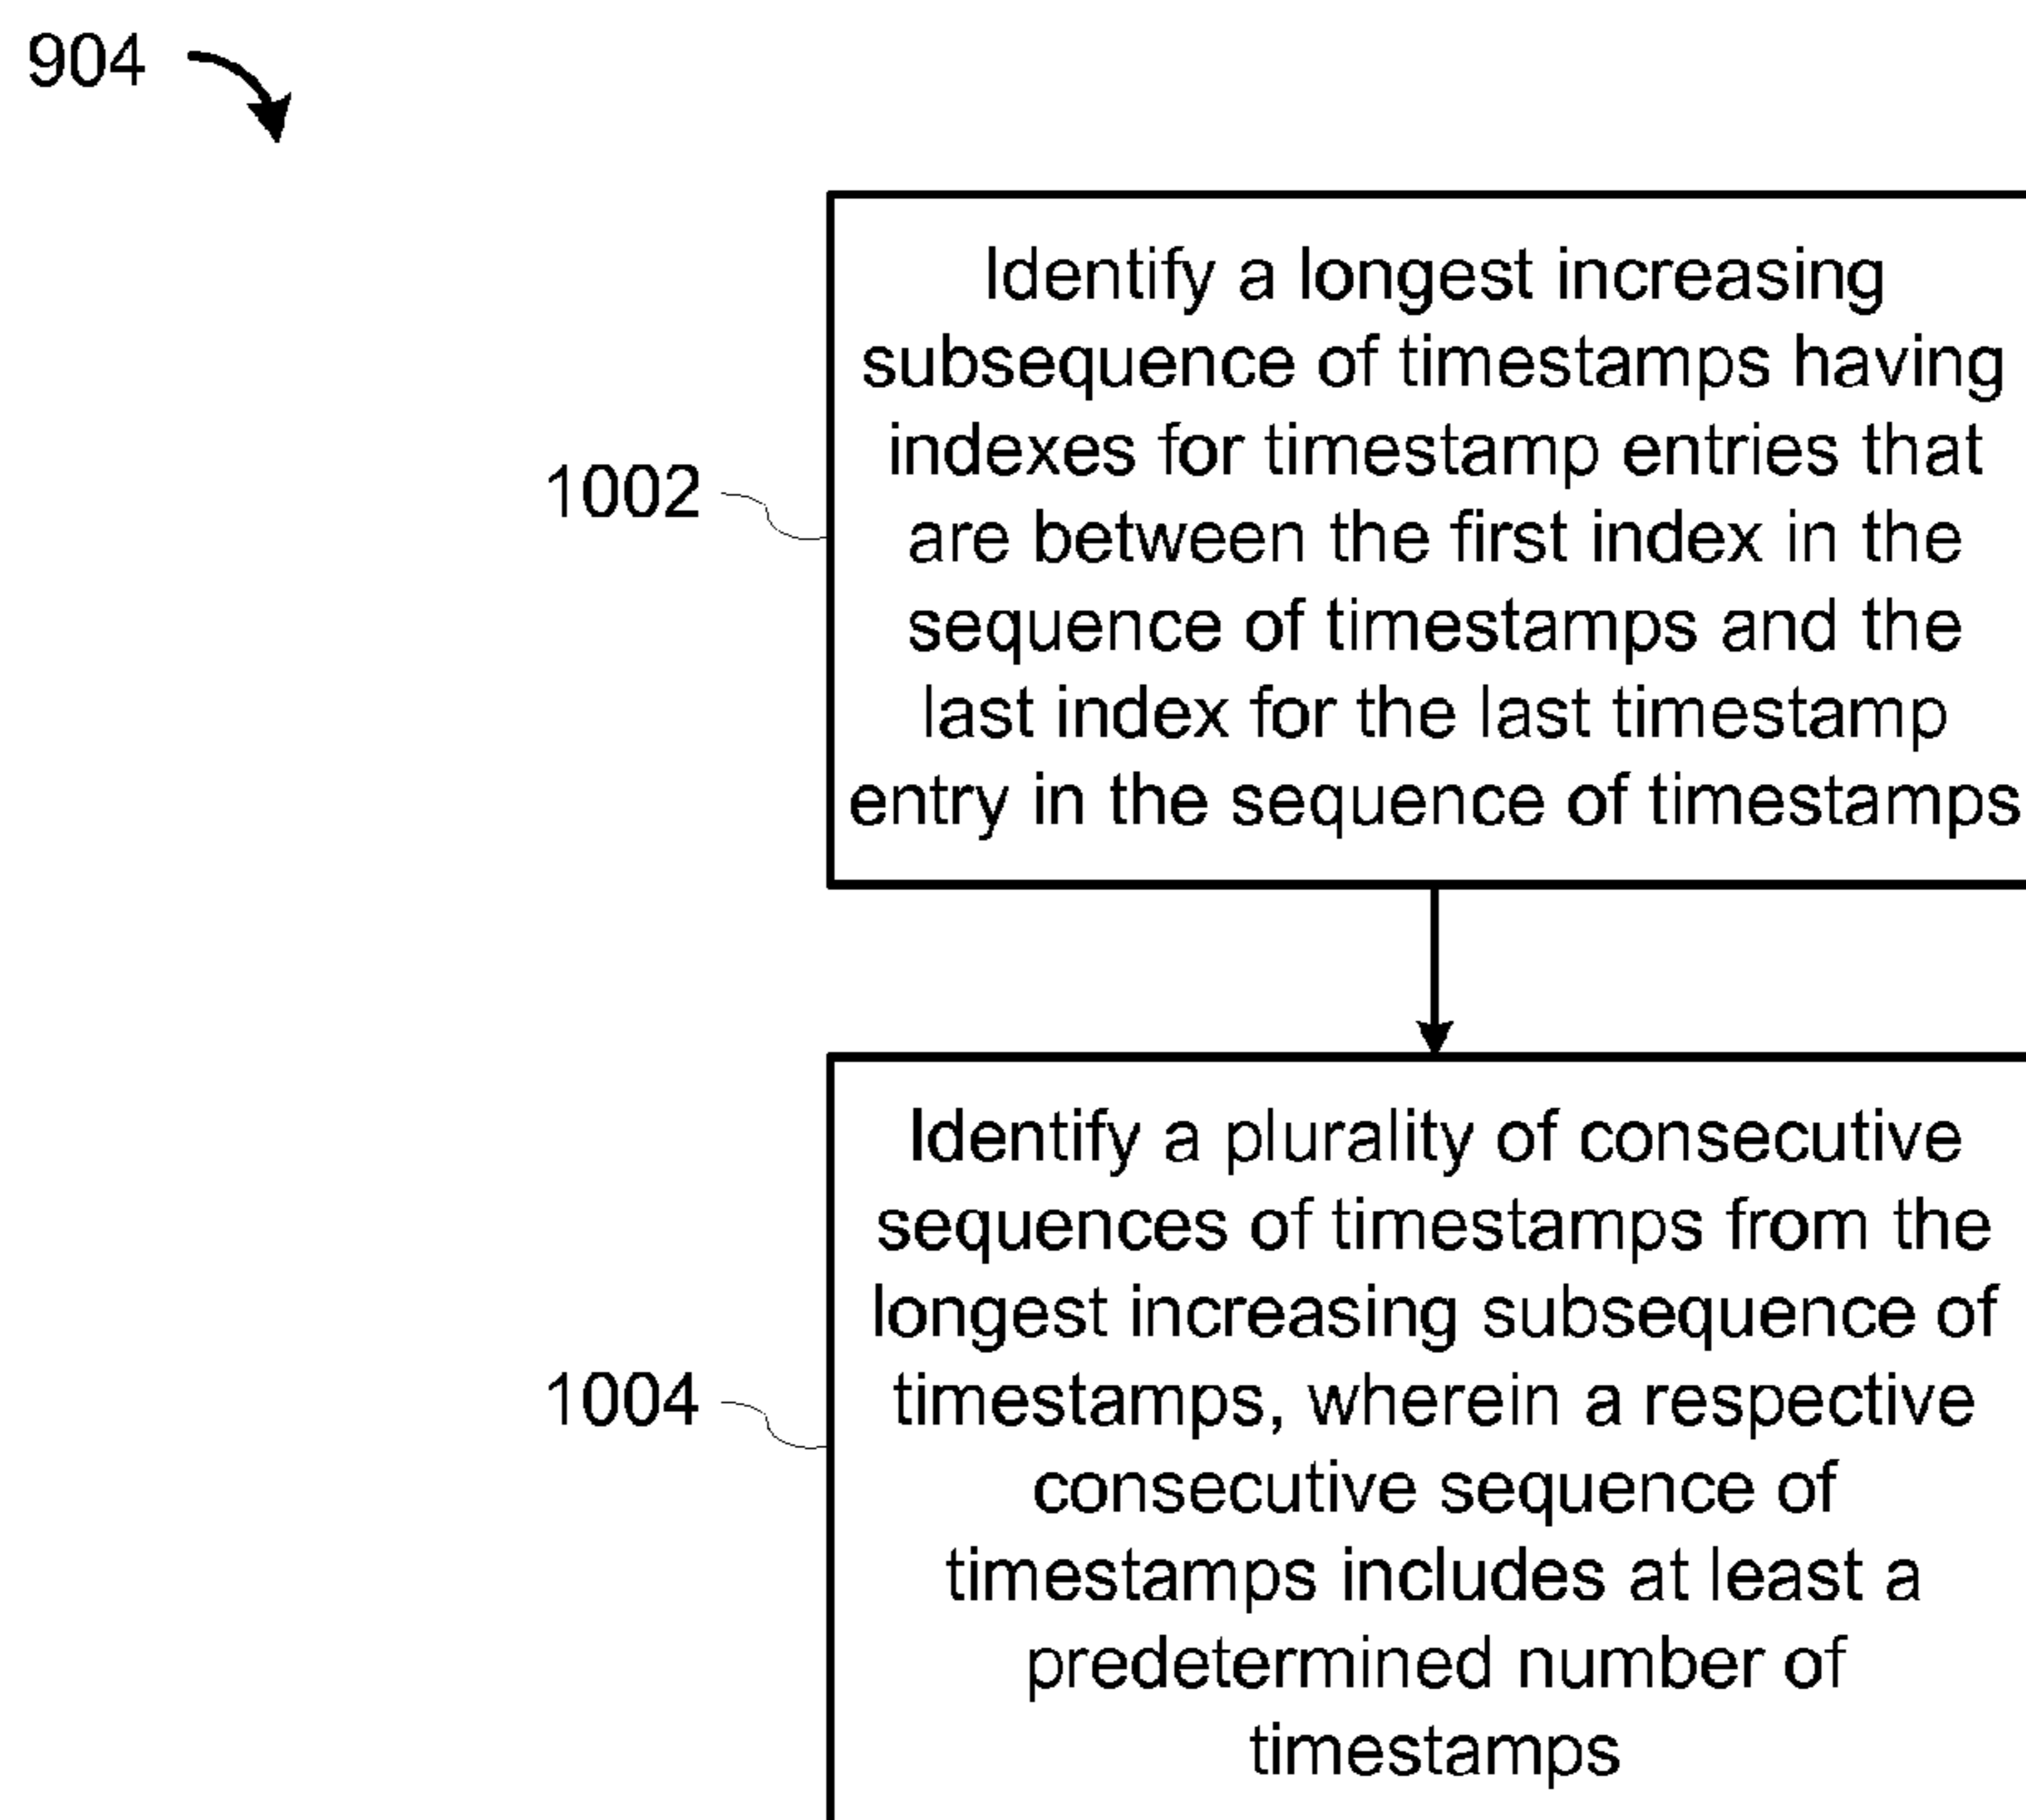 904
Identify a longest increasing
subsequence of timestamps having
indexes for timestamp entries that
are between the first index in the
sequence of timestamps and the
last index for the last timestamp
entry in the sequence of timestamps
1002
Identify a plurality of consecutive
sequences of timestamps from the
longest increasing subsequence of
timestamps, wherein a respective
consecutive sequence of
timestamps includes at least a
predetermined number of
timestamps
1004